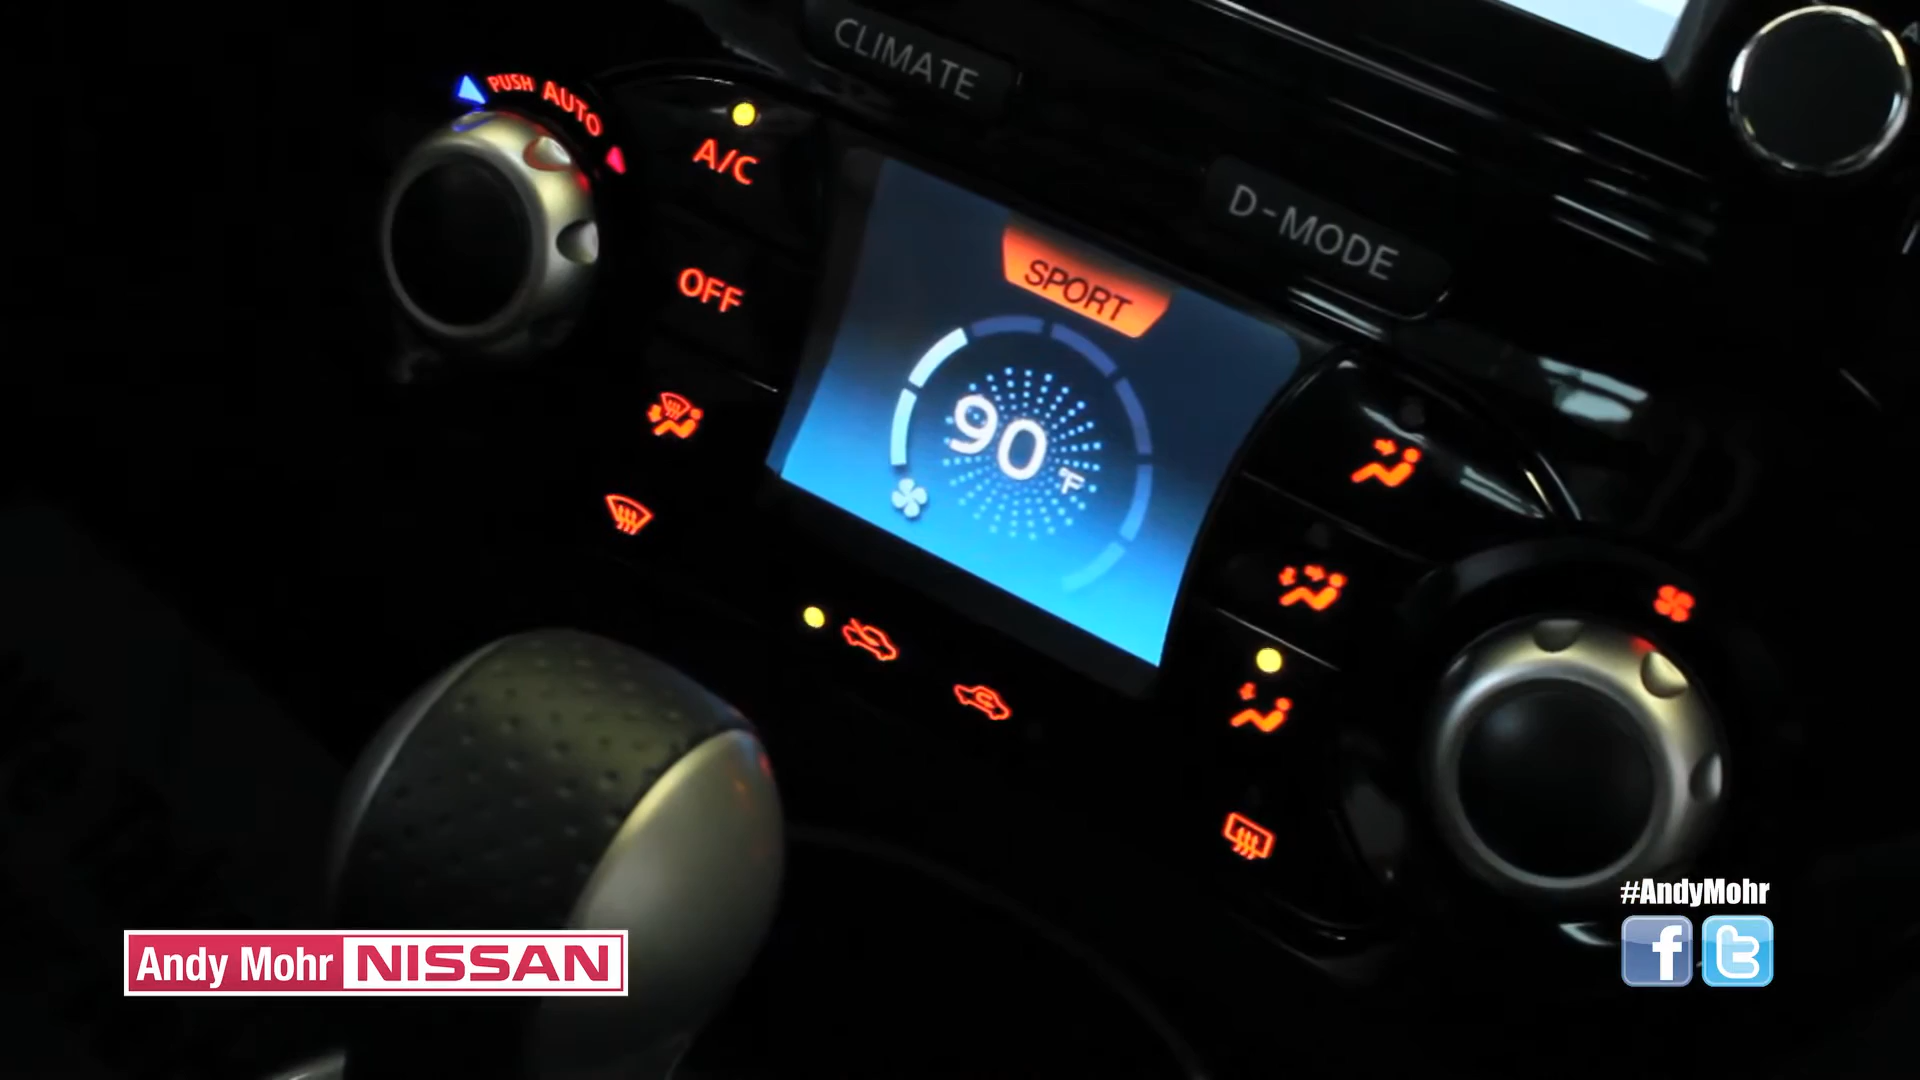 CLIMATE
PUSH AUTO
A/C
D-MODE
OFF
SPORT
90 °F
#AndyMohr
Andy Mohr NISSAN